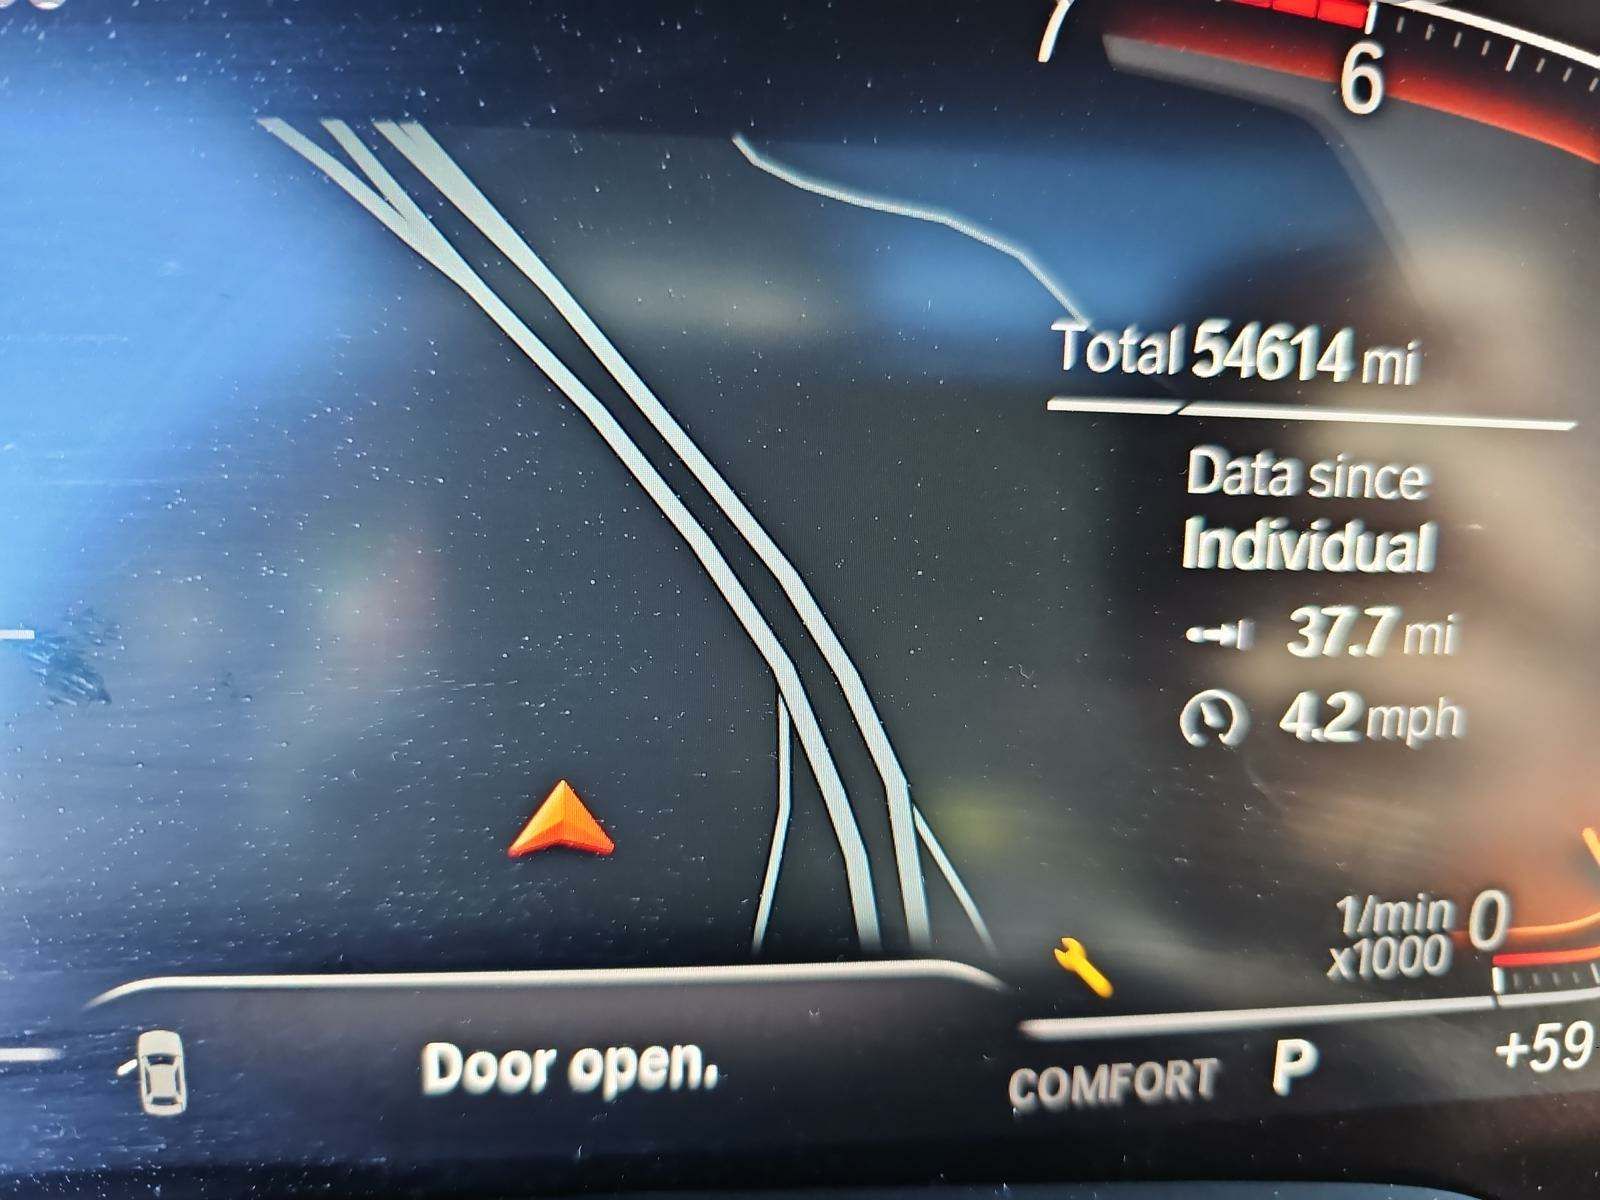 7
6
Total 54614 mi
Data since
Individual
37.7 mi
4.2 mph
1/min 0
x1000
Door open.
COMFORT P +59